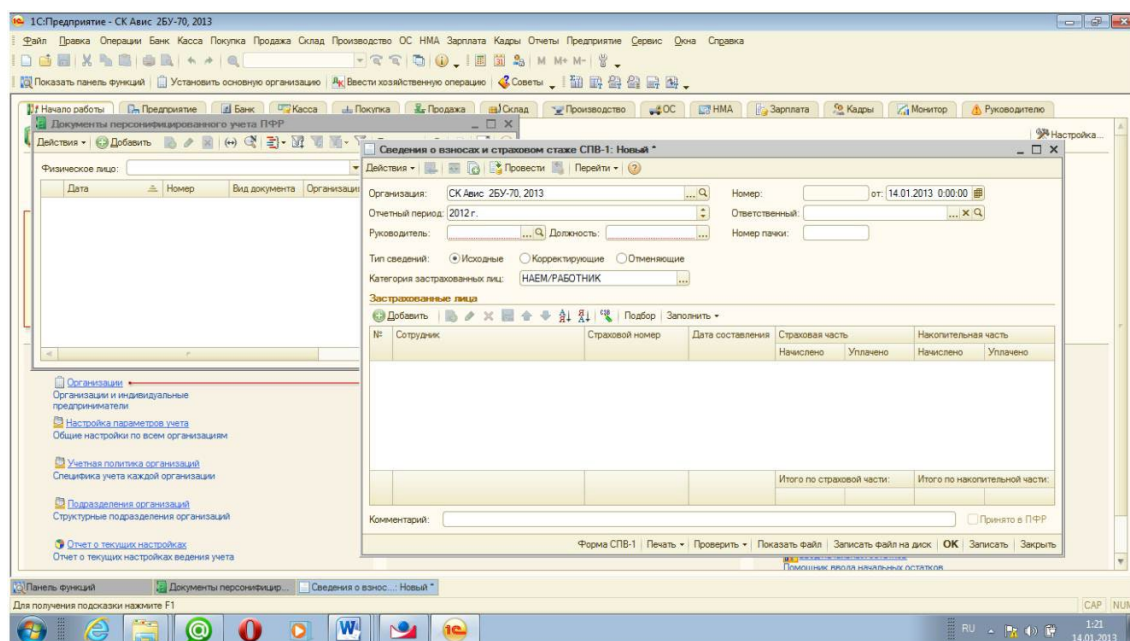 1С:Предприятие - СК Авис 2БУ-70, 2013
Файл Правка Операции Банк Касса Покупка Продажа Склад Производство ОС НМА Зарплата Кадры Отчеты Предприятие Сервис Окна Справка
M M+ M-
Показать панель функций Установить основную организацию Ввести хозяйственную операцию Советы
Начало работы Предприятие Банк Касса Покупка Продажа Склад Производство ОС НМА Зарплата Кадры Монитор Руководителю
Настройка...
Документы персонифицированного учета ПФР
Действия Добавить
Физическое лицо:
Дата Номер Вид документа Организаци
Сведения о взносах и страховом стаже СПВ-1: Новый *
Действия Провести Перейти
Организация: СК Авис 2БУ-70, 2013 Номер: от: 14.01.2013 0:00:00
Отчетный период: 2012 г. Ответственный:
Руководитель: Должность: Номер пачки:
Тип сведений: Исходные Корректирующие Отменяющие
Категория застрахованных лиц: НАЕМ/РАБОТНИК
Застрахованные лица
Добавить Подбор Заполнить
№ Сотрудник Страховой номер Дата составления Страховая часть Накопительная часть
Начислено Уплачено Начислено Уплачено
Итого по страховой части: Итого по накопительной части:
Комментарий: Принято в ПФР
Форма СПВ-1 Печать Проверить Показать файл Записать файл на диск OK Записать Закрыть
Организации
Организации и индивидуальные
предприниматели
Настройка параметров учета
Общие настройки по всем организациям
Учетная политика организаций
Специфика учета каждой организации
Подразделения организаций
Структурные подразделения организаций
Отчет о текущих настройках
Отчет о текущих настройках ведения учета
Помощник ввода начальных остатков
Панель функций Документы персонифицир... Сведения о взнос...: Новый *
Для получения подсказки нажмите F1
CAP NUM
RU 1:21
14.01.2013